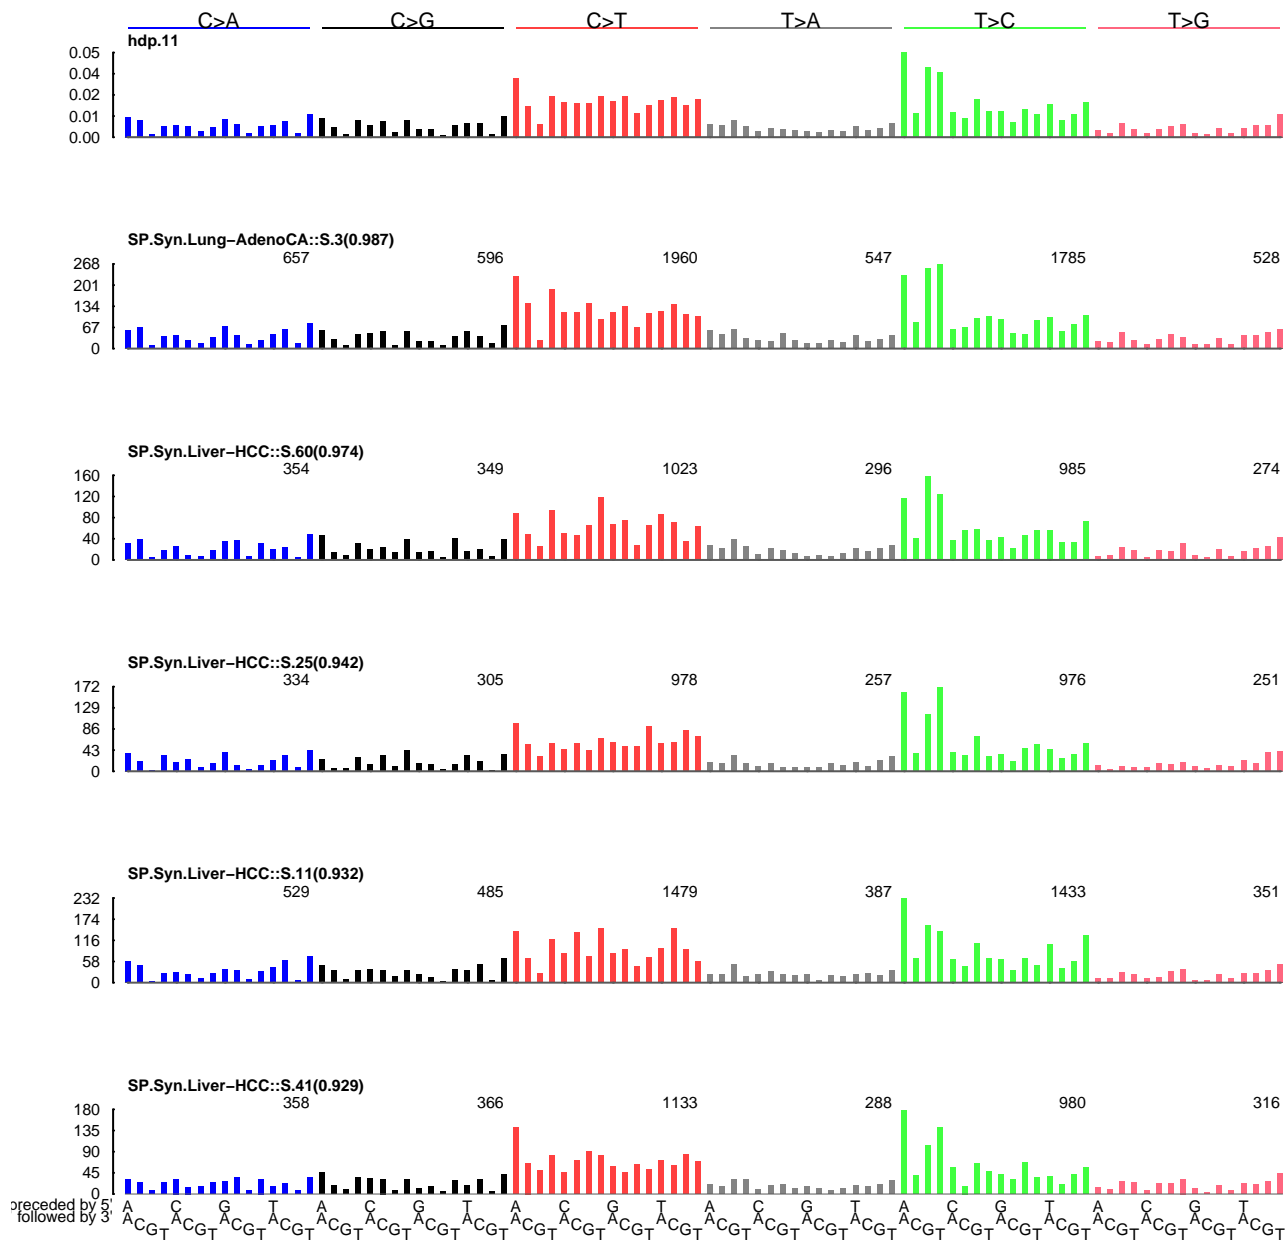 C>A C>G C>T T>A T>C T>G
hdp.11
0.05
0.04
0.02
0.01
0.00
SP.Syn.Lung−AdenoCA::S.3(0.987)
657 596 1960 547 1785 528
268
201
134
67
0
SP.Syn.Liver−HCC::S.60(0.974)
354 349 1023 296 985 274
160
120
80
40
0
SP.Syn.Liver−HCC::S.25(0.942)
334 305 978 257 976 251
172
129
86
43
0
SP.Syn.Liver−HCC::S.11(0.932)
529 485 1479 387 1433 351
232
174
116
58
0
SP.Syn.Liver−HCC::S.41(0.929)
358 366 1133 288 980 316
180
135
90
45
0
preceded by 5' A C G T A C G T A C G T A C G T A C G T A C G T
followed by 3' A C G T A C G T A C G T A C G T A C G T A C G T A C G T A C G T A C G T A C G T A C G T A C G T A C G T A C G T A C G T A C G T A C G T A C G T A C G T A C G T A C G T A C G T A C G T A C G T